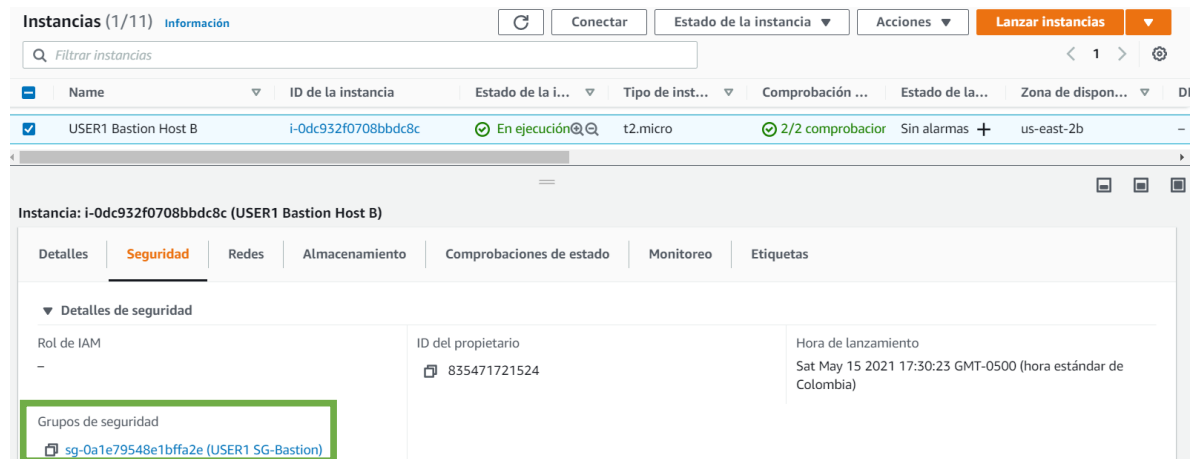 Instancias (1/11) Información Conectar Estado de la instancia ▼ Acciones ▼ Lanzar instancias ▼
Filtrar instancias < 1 >
Name ID de la instancia Estado de la i... Tipo de inst... Comprobación ... Estado de la... Zona de dispon...
USER1 Bastion Host B i-0dc932f0708bbdc8c En ejecución t2.micro 2/2 comprobacior Sin alarmas + us-east-2b –
Instancia: i-0dc932f0708bbdc8c (USER1 Bastion Host B)
Detalles Seguridad Redes Almacenamiento Comprobaciones de estado Monitoreo Etiquetas
▼ Detalles de seguridad
Rol de IAM ID del propietario Hora de lanzamiento
– 835471721524 Sat May 15 2021 17:30:23 GMT-0500 (hora estándar de
Colombia)
Grupos de seguridad
sg-0a1e79548e1bffa2e (USER1 SG-Bastion)